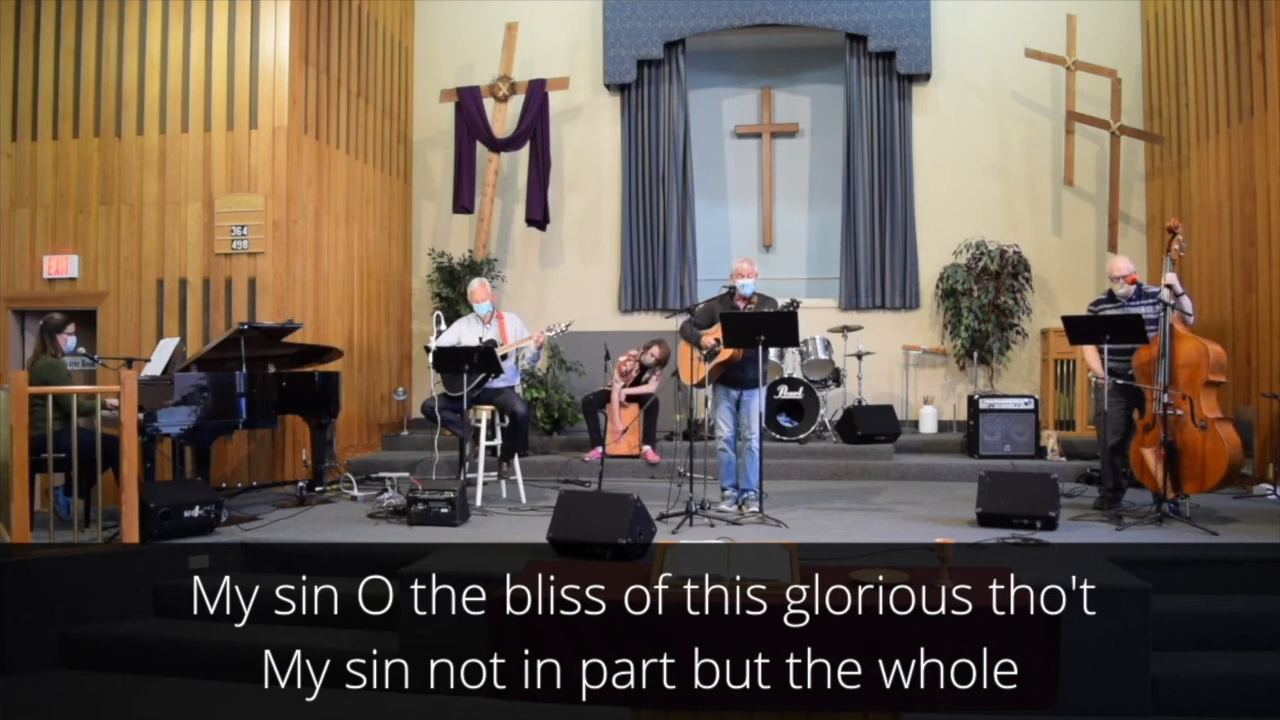 364
498
EXIT
Pearl
My sin O the bliss of this glorious tho't
My sin not in part but the whole